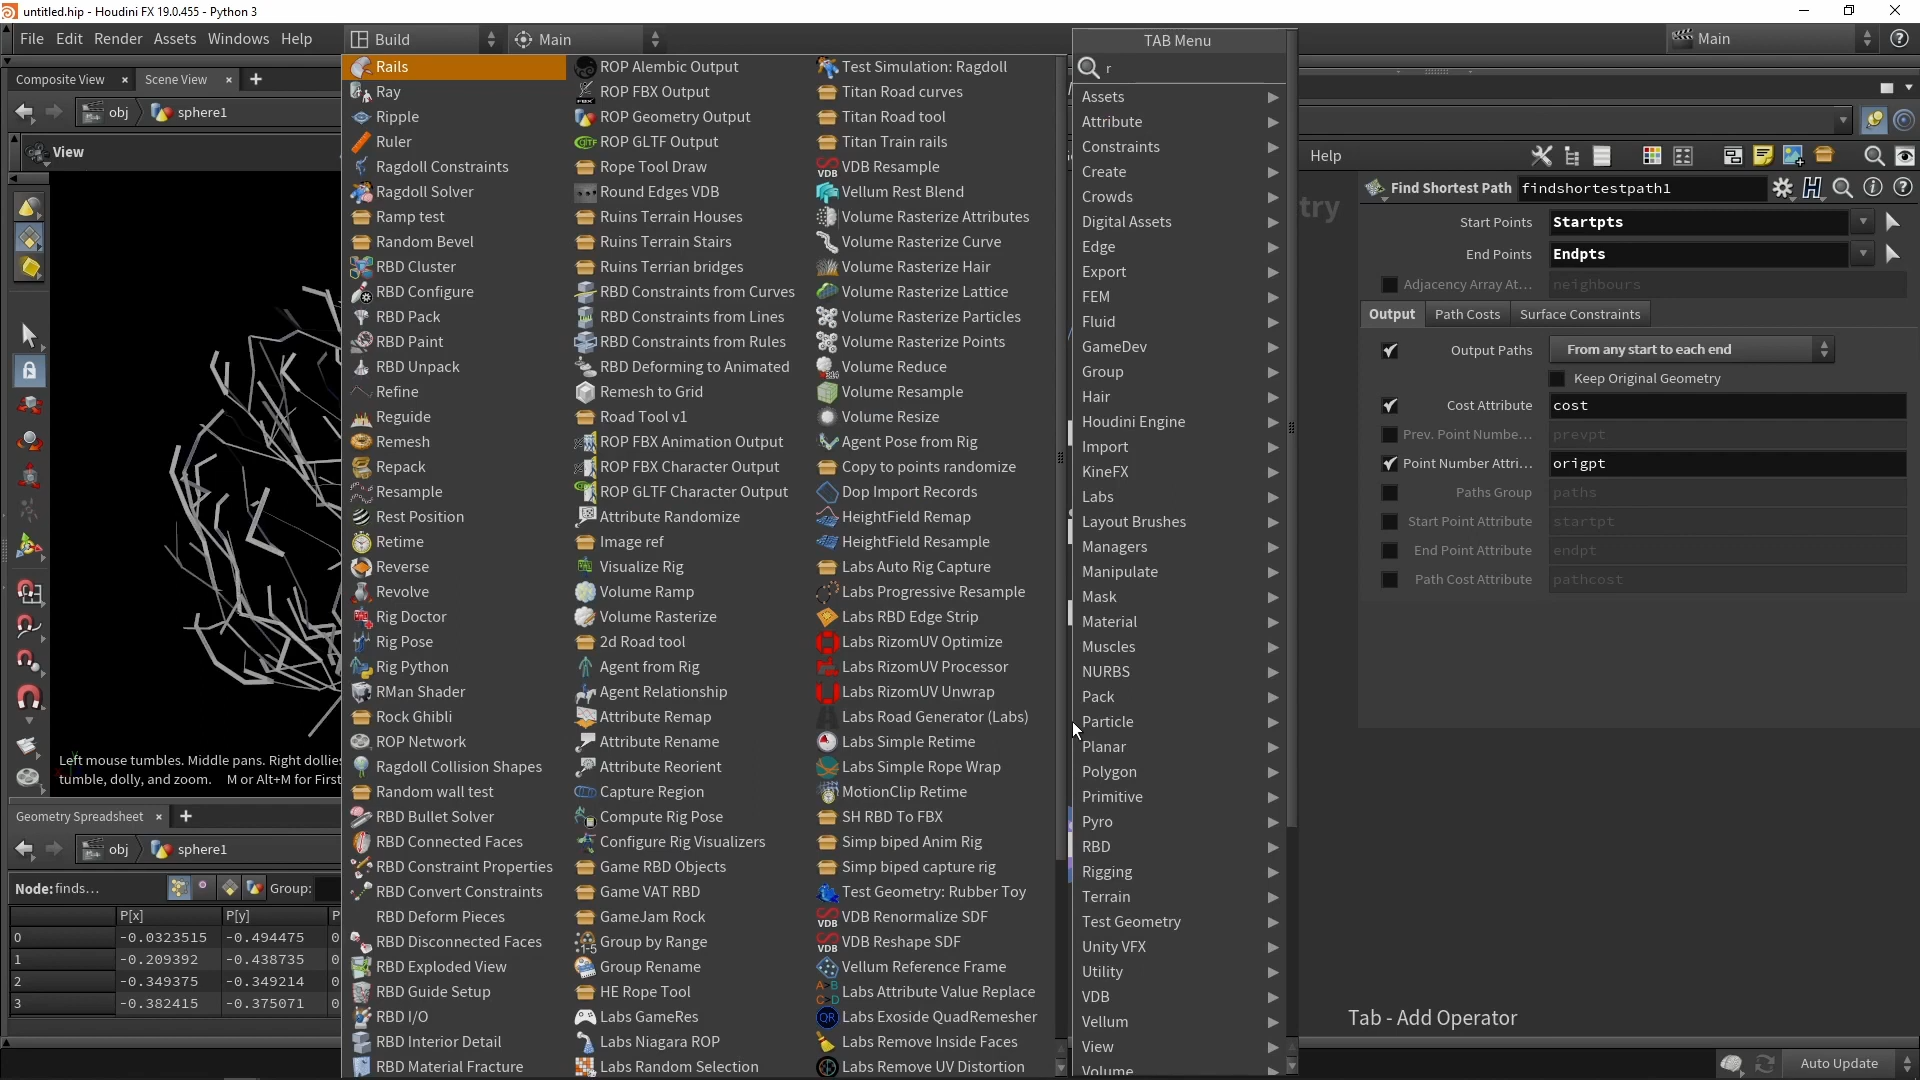 untitled.hip - Houdini FX 19.0.455 - Python 3
File Edit Render Assets Windows Help
Build
Main
Main
Composite View
Scene View
obj
sphere1
View
Left mouse tumbles. Middle pans. Right dollies
tumble, dolly, and zoom. M or Alt+M for First
Geometry Spreadsheet
obj
sphere1
Node:finds...
Group:
P[x] P[y] P
0 -0.0323515 -0.494475 0
1 -0.209392 -0.438735 0
2 -0.349375 -0.349214 0
3 -0.382415 -0.375071 0
Rails
Ray
Ripple
Ruler
Ragdoll Constraints
Ragdoll Solver
Ramp test
Random Bevel
RBD Cluster
RBD Configure
RBD Pack
RBD Paint
RBD Unpack
Refine
Reguide
Remesh
Repack
Resample
Rest Position
Retime
Reverse
Revolve
Rig Doctor
Rig Pose
Rig Python
RMan Shader
Rock Ghibli
ROP Network
Ragdoll Collision Shapes
Random wall test
RBD Bullet Solver
RBD Connected Faces
RBD Constraint Properties
RBD Convert Constraints
RBD Deform Pieces
RBD Disconnected Faces
RBD Exploded View
RBD Guide Setup
RBD I/O
RBD Interior Detail
RBD Material Fracture
ROP Alembic Output
ROP FBX Output
ROP Geometry Output
ROP GLTF Output
Rope Tool Draw
Round Edges VDB
Ruins Terrain Houses
Ruins Terrain Stairs
Ruins Terrian bridges
RBD Constraints from Curves
RBD Constraints from Lines
RBD Constraints from Rules
RBD Deforming to Animated
Remesh to Grid
Road Tool v1
ROP FBX Animation Output
ROP FBX Character Output
ROP GLTF Character Output
Attribute Randomize
Image ref
Visualize Rig
Volume Ramp
Volume Rasterize
2d Road tool
Agent from Rig
Agent Relationship
Attribute Remap
Attribute Rename
Attribute Reorient
Capture Region
Compute Rig Pose
Configure Rig Visualizers
Game RBD Objects
Game VAT RBD
GameJam Rock
Group by Range
Group Rename
HE Rope Tool
Labs GameRes
Labs Niagara ROP
Labs Random Selection
Test Simulation: Ragdoll
Titan Road curves
Titan Road tool
Titan Train rails
VDB Resample
Vellum Rest Blend
Volume Rasterize Attributes
Volume Rasterize Curve
Volume Rasterize Hair
Volume Rasterize Lattice
Volume Rasterize Particles
Volume Rasterize Points
Volume Reduce
Volume Resample
Volume Resize
Agent Pose from Rig
Copy to points randomize
Dop Import Records
HeightField Remap
HeightField Resample
Labs Auto Rig Capture
Labs Progressive Resample
Labs RBD Edge Strip
Labs RizomUV Optimize
Labs RizomUV Processor
Labs RizomUV Unwrap
Labs Road Generator (Labs)
Labs Simple Retime
Labs Simple Rope Wrap
MotionClip Retime
SH RBD To FBX
Simp biped Anim Rig
Simp biped capture rig
Test Geometry: Rubber Toy
VDB Renormalize SDF
VDB Reshape SDF
Vellum Reference Frame
Labs Attribute Value Replace
Labs Exoside QuadRemesher
Labs Remove Inside Faces
Labs Remove UV Distortion
TAB Menu
r
Assets
Attribute
Constraints
Create
Crowds
Digital Assets
Edge
Export
FEM
Fluid
GameDev
Group
Hair
Houdini Engine
Import
KineFX
Labs
Layout Brushes
Managers
Manipulate
Mask
Material
Muscles
NURBS
Pack
Particle
Planar
Polygon
Primitive
Pyro
RBD
Rigging
Terrain
Test Geometry
Unity VFX
Utility
VDB
Vellum
View
Volume
Help
try
Find Shortest Path findshortestpath1
Start Points Startpts
End Points Endpts
Adjacency Array At... neighbours
Output Path Costs Surface Constraints
Output Paths From any start to each end
Keep Original Geometry
Cost Attribute cost
Prev. Point Numbe... prevpt
Point Number Attri... origpt
Paths Group paths
Start Point Attribute startpt
End Point Attribute endpt
Path Cost Attribute pathcost
Tab - Add Operator
Auto Update